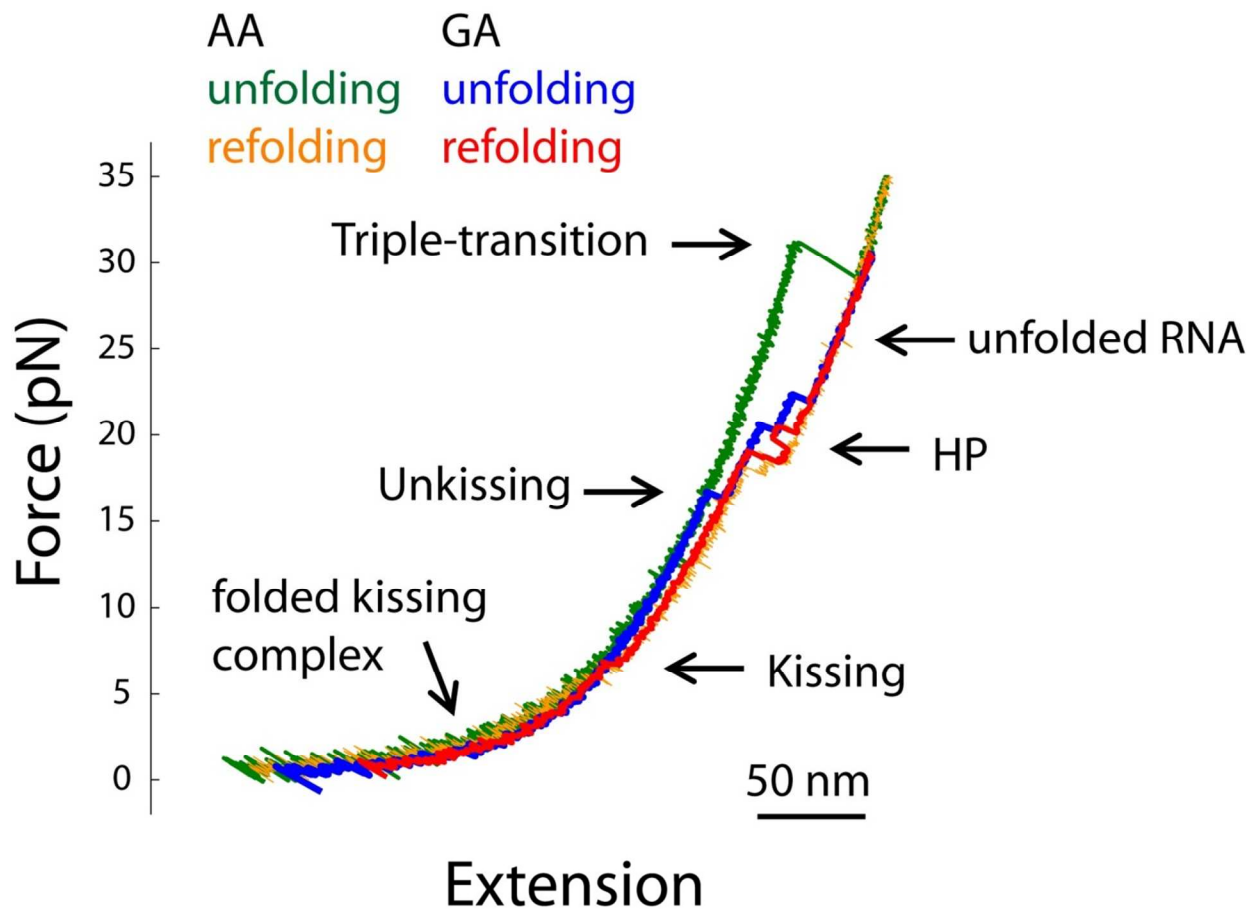 AA GA
unfolding unfolding
refolding refolding
35
Triple-transition
30
unfolded RNA
25
20
HP
Unkissing
15
folded kissing
complex
10
Kissing
5
0
50 nm
Force (pN)
Extension